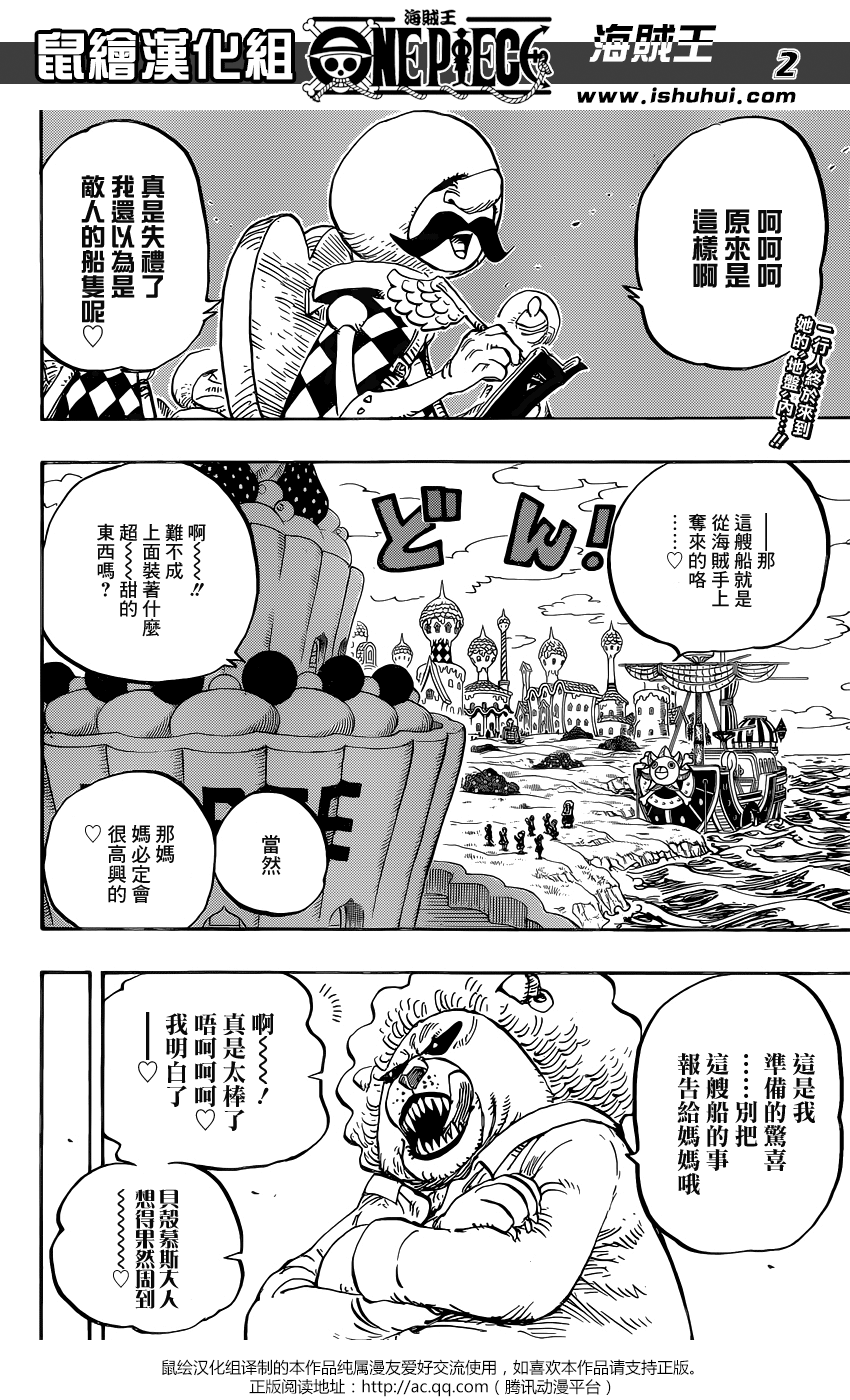 鼠繪漢化組
海賊王
ONE PIECE
海賊王
2
www.ishuhui.com
呵呵呵
原來是
這樣啊
一行人終於來到
她的"地盤"內…!!
真是失禮了
我還以為是
敵人的船隻呢♡
——那
這艘船就是
從海賊手上
奪來的咯
……♡
どん!
啊~~~!!
難不成
上面裝著什麼
超~~~甜的
東西嗎?
當然
那媽
媽必定會
很高興的
♡
這是我
準備的驚喜
……別把
這艘船的事
報告給媽媽哦
啊~~~!
真是太棒了
唔呵呵呵♡
我明白了
——♡
貝殼慕斯大人
想得果然周到
~~~~♡
鼠绘汉化组译制的本作品纯属漫友爱好交流使用，如喜欢本作品请支持正版。
正版阅读地址：http://ac.qq.com（腾讯动漫平台）